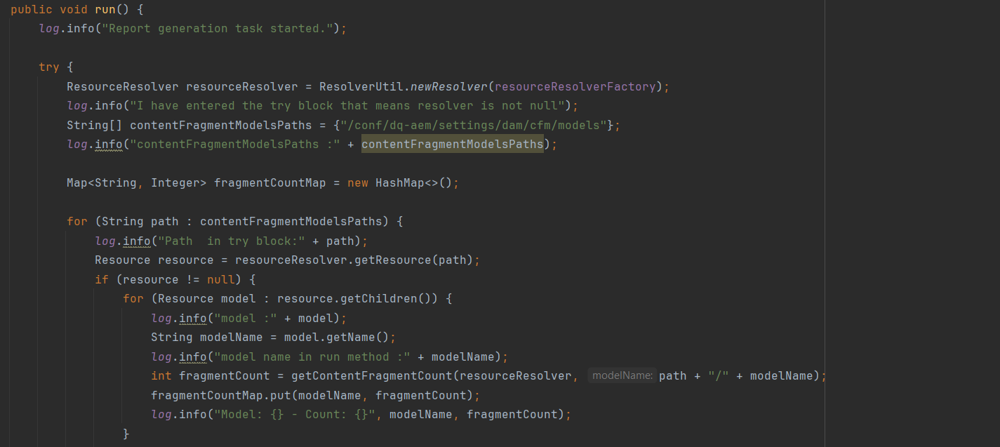 public void run() {
    log.info("Report generation task started.");
    try {
        ResourceResolver resourceResolver = ResolverUtil.newResolver(resourceResolverFactory);
        log.info("I have entered the try block that means resolver is not null");
        String[] contentFragmentModelsPaths = {"/conf/dq-aem/settings/dam/cfm/models"};
        log.info("contentFragmentModelsPaths :" + contentFragmentModelsPaths);
        Map<String, Integer> fragmentCountMap = new HashMap<>();
        for (String path : contentFragmentModelsPaths) {
            log.info("Path  in try block:" + path);
            Resource resource = resourceResolver.getResource(path);
            if (resource != null) {
                for (Resource model : resource.getChildren()) {
                    log.info("model :" + model);
                    String modelName = model.getName();
                    log.info("model name in run method :" + modelName);
                    int fragmentCount = getContentFragmentCount(resourceResolver, modelName: path + "/" + modelName);
                    fragmentCountMap.put(modelName, fragmentCount);
                    log.info("Model: {} - Count: {}", modelName, fragmentCount);
                }